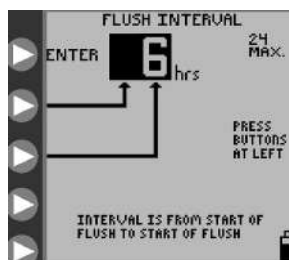 FLUSH INTERVAL
ENTER 6 hrs
24 MAX.
PRESS
BUTTONS
AT LEFT
INTERVAL IS FROM START OF
FLUSH TO START OF FLUSH